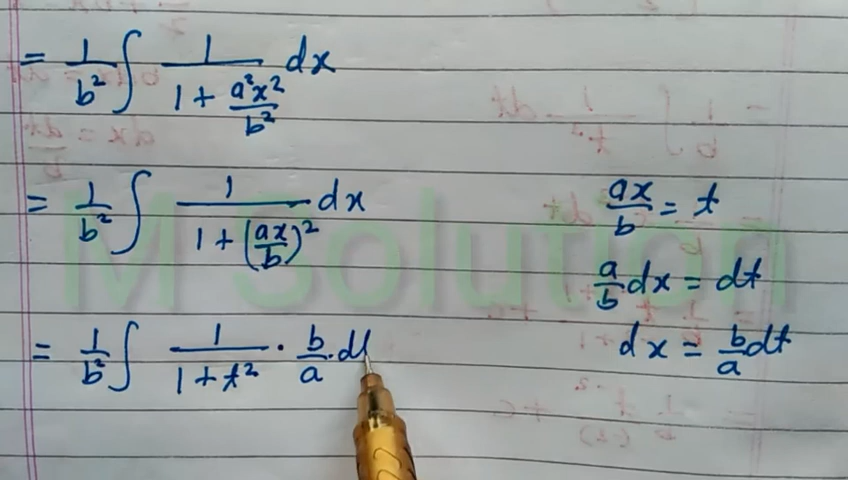 = 1/b² ∫ 1/(1 + a²x²/b²) dx
= 1/b² ∫ 1/(1 + (ax/b)²) dx
ax/b = t
a/b dx = dt
= 1/b² ∫ 1/(1 + t²) · b/a · dt
dx = b/a dt
M Solution